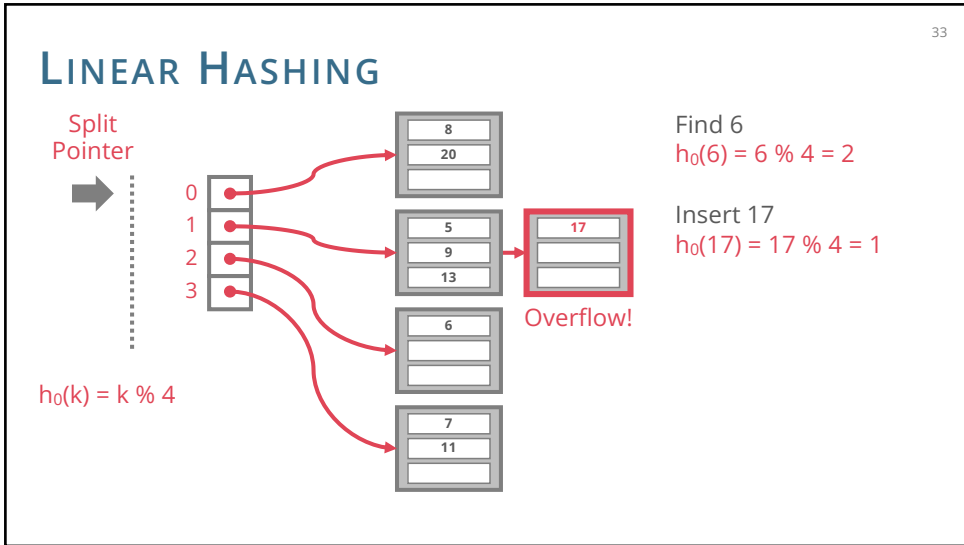 33
LINEAR HASHING
Split
Pointer
0
1
2
3
h₀(k) = k % 4
8
20
5
9
13
17
Overflow!
6
7
11
Find 6
h₀(6) = 6 % 4 = 2
Insert 17
h₀(17) = 17 % 4 = 1